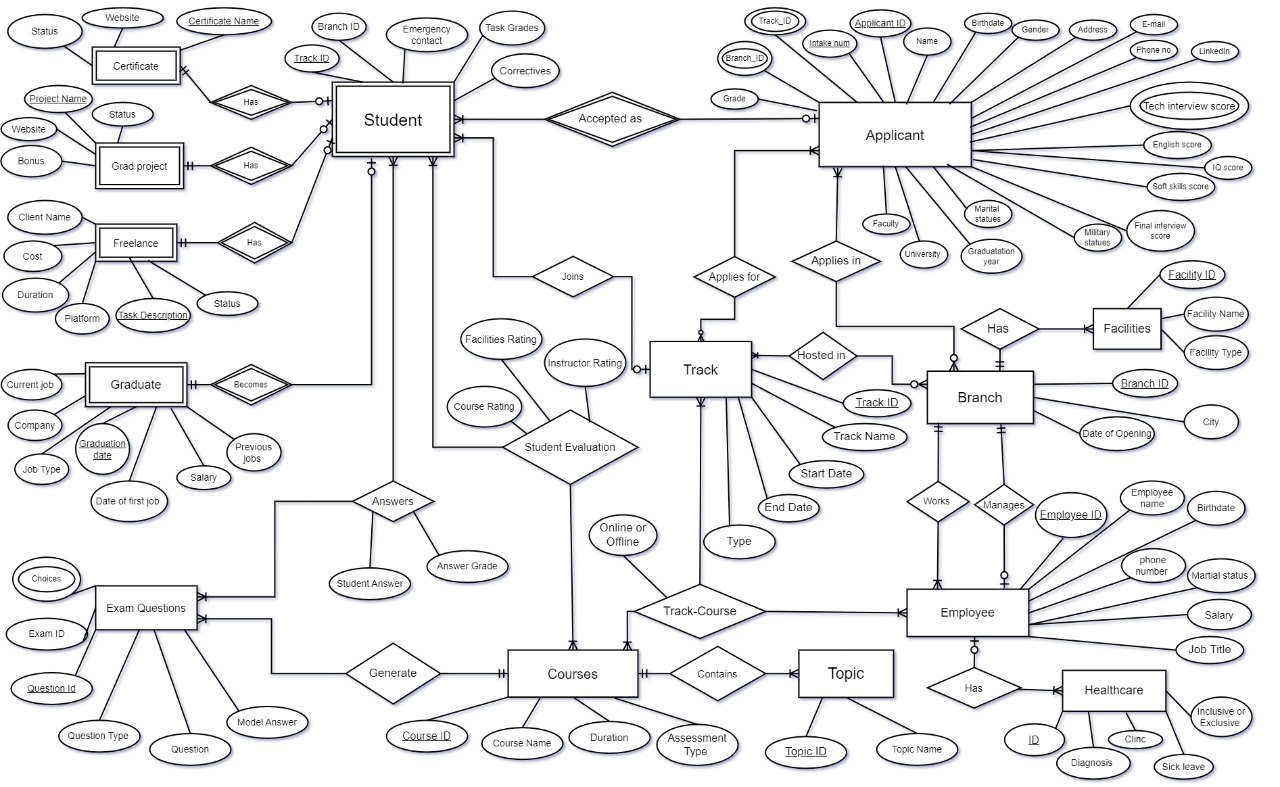 Status
Website
Certificate Name
Certificate
Has
Project Name
Status
Website
Bonus
Grad project
Has
Client Name
Cost
Duration
Platform
Task Description
Status
Freelance
Has
Current job
Company
Job Type
Graduation
date
Date of first job
Salary
Previous
jobs
Graduate
Becomes
Branch ID
Track ID
Emergency
contact
Task Grades
Correctives
Student
Accepted as
Track_ID
Branch_ID
Grade
Intake num
Applicant ID
Name
Birthdate
Gender
Address
E-mail
Phone no
LinkedIn
Tech interview score
English score
IQ score
Soft skills score
Final interview
score
Military
statues
Marital
statues
Graduatation
year
University
Faculty
Applicant
Joins
Applies for
Applies in
Facilities Rating
Instructor Rating
Course Rating
Student Evaluation
Track
Hosted in
Track ID
Track Name
Start Date
End Date
Type
Has
Facilities
Facility ID
Facility Name
Facility Type
Branch
Branch ID
City
Date of Opening
Works
Manages
Answers
Student Answer
Answer Grade
Online or
Offline
Track-Course
Employee ID
Employee
name
Birthdate
phone
number
Martial status
Salary
Job Title
Employee
Has
Healthcare
ID
Diagnosis
Clinc
Sick leave
Inclusive or
Exclusive
Choices
Exam Questions
Exam ID
Question Id
Question Type
Question
Model Answer
Generate
Courses
Course ID
Course Name
Duration
Assessment
Type
Contains
Topic
Topic ID
Topic Name